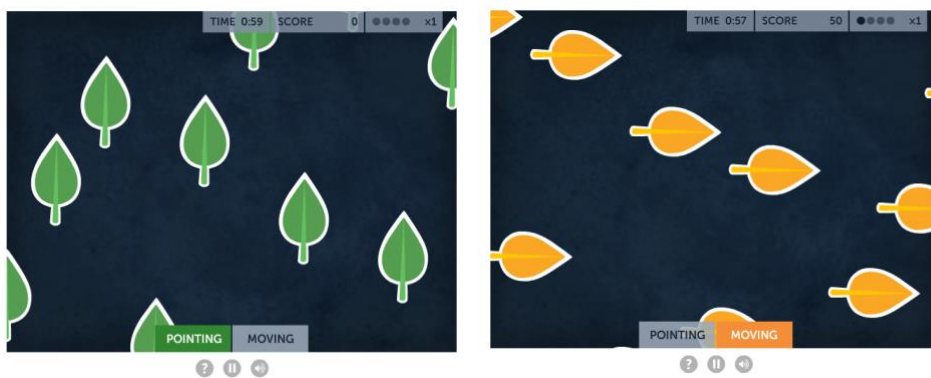 TIME 0:59 SCORE 0 x1
POINTING MOVING
?
TIME 0:57 SCORE 50 x1
POINTING MOVING
?